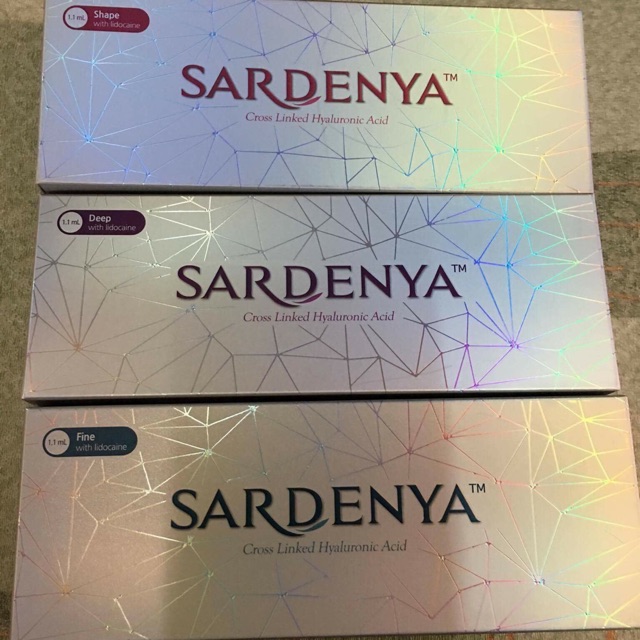 1.1 mL
Shape
with lidocaine
SARDENYA™
Cross Linked Hyaluronic Acid
1.1 mL
Deep
with lidocaine
SARDENYA™
Cross Linked Hyaluronic Acid
1.1 mL
Fine
with lidocaine
SARDENYA™
Cross Linked Hyaluronic Acid